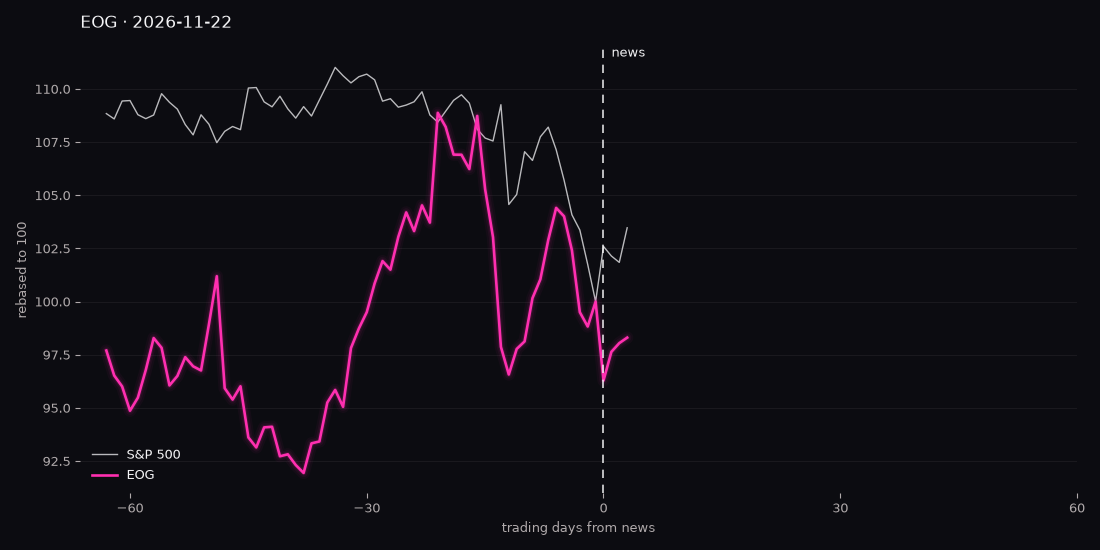 EOG · 2026-11-22
news
110.0
107.5
105.0
102.5
100.0
97.5
95.0
92.5
rebased to 100
S&P 500
EOG
−60
−30
0
30
60
trading days from news